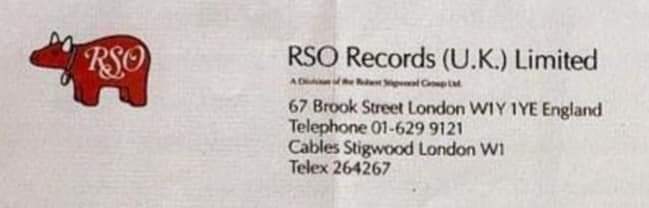 RSO
RSO Records (U.K.) Limited
A Division of the Robert Stigwood Group Ltd.
67 Brook Street London W1Y 1YE England
Telephone 01-629 9121
Cables Stigwood London W1
Telex 264267